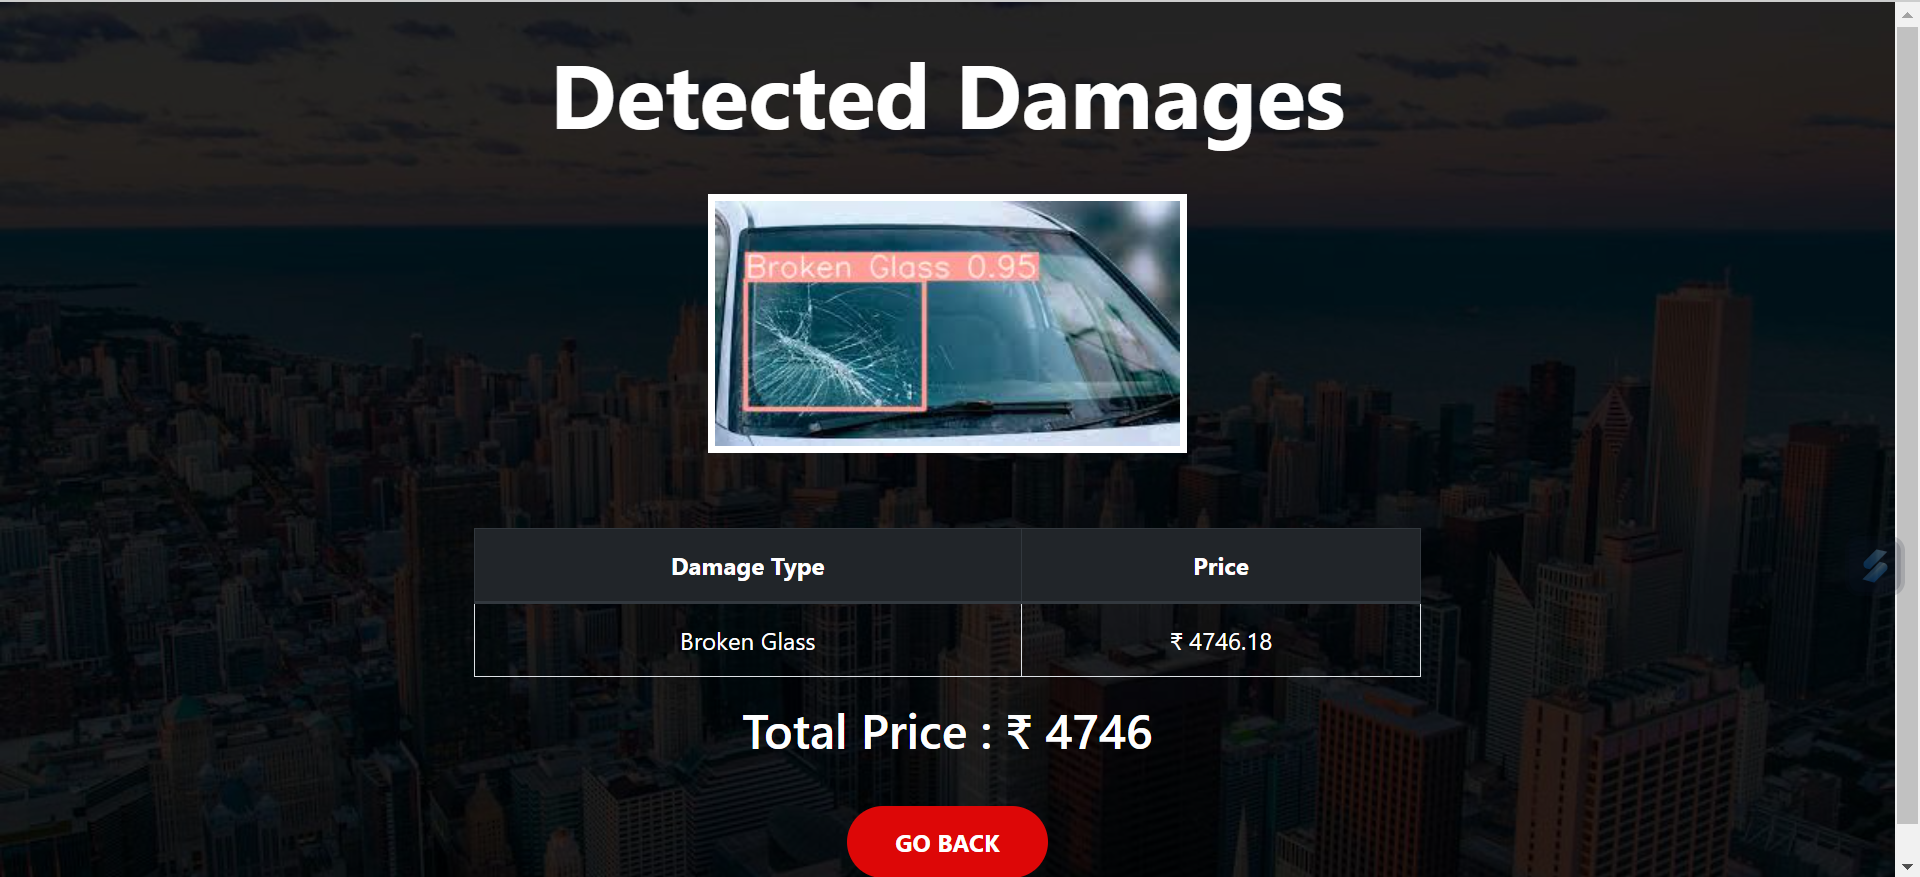 Detected Damages
Broken Glass 0.95
Damage Type Price
Broken Glass ₹ 4746.18
Total Price : ₹ 4746
GO BACK